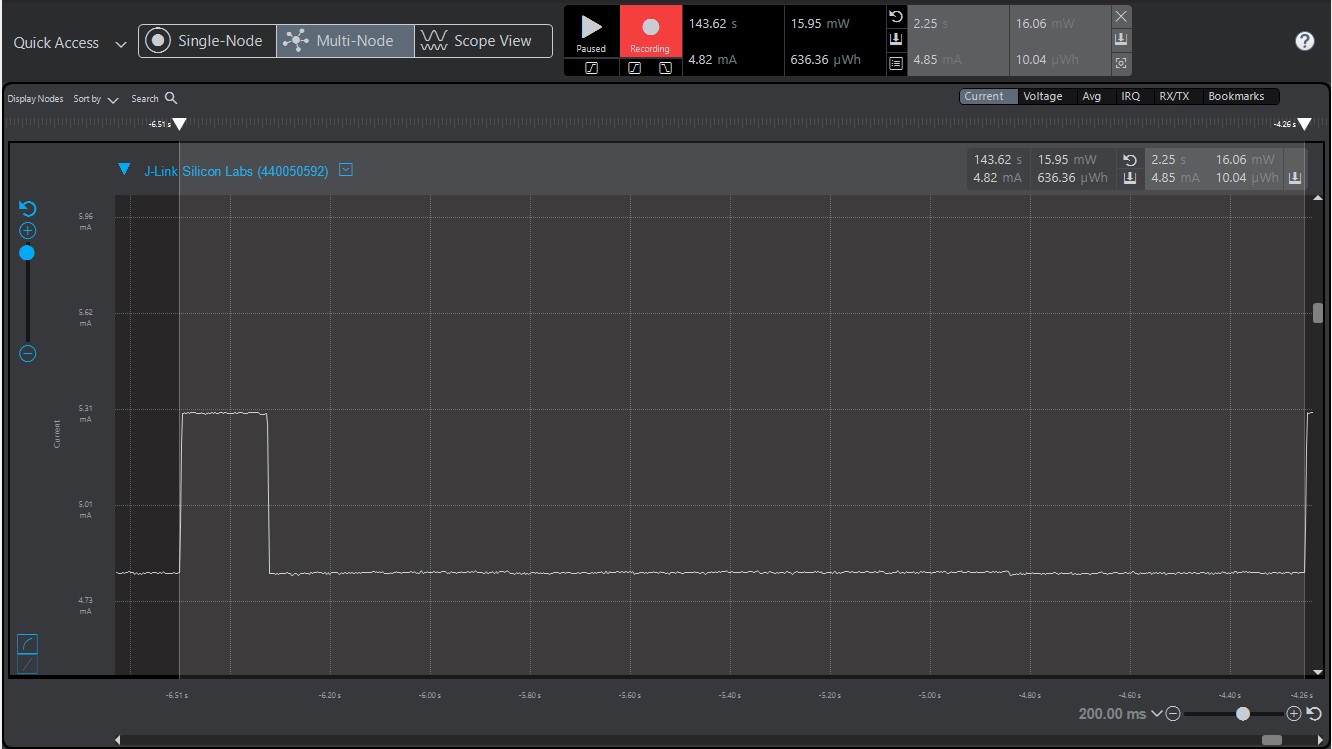 Quick Access Single-Node Multi-Node Scope View
Paused Recording
143.62 s 15.95 mW 2.25 s 16.06 mW
4.82 mA 636.36 µWh 4.85 mA 10.04 µWh
Display Nodes Sort by Search Current Voltage Avg IRQ RX/TX Bookmarks
-6.51 s -4.26 s
J-Link Silicon Labs (440050592)
143.62 s 15.95 mW 2.25 s 16.06 mW
4.82 mA 636.36 µWh 4.85 mA 10.04 µWh
5.96
mA
5.62
mA
5.31
mA
Current
5.01
mA
4.73
mA
-6.51 s -6.20 s -6.00 s -5.80 s -5.60 s -5.40 s -5.20 s -5.00 s -4.80 s -4.60 s -4.40 s -4.26 s
200.00 ms